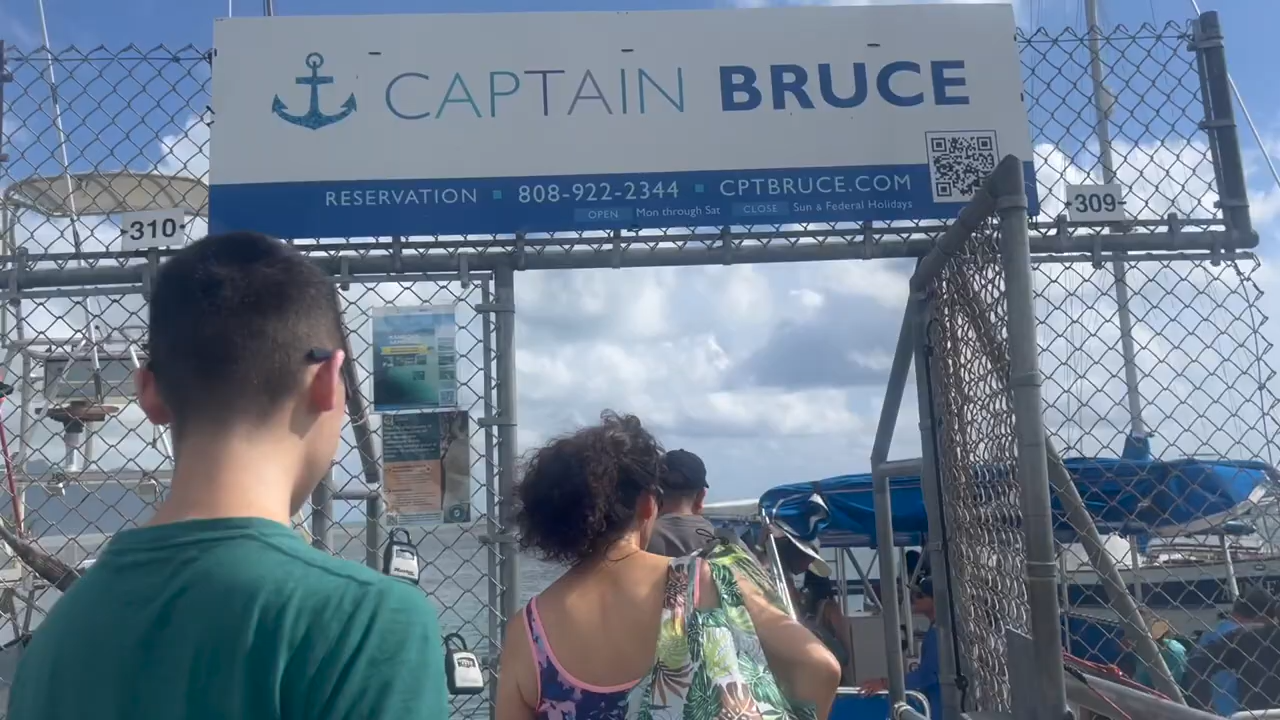 CAPTAIN BRUCE
RESERVATION ▪ 808-922-2344 ▪ CPTBRUCE.COM
OPEN Mon through Sat CLOSE Sun & Federal Holidays
310
309